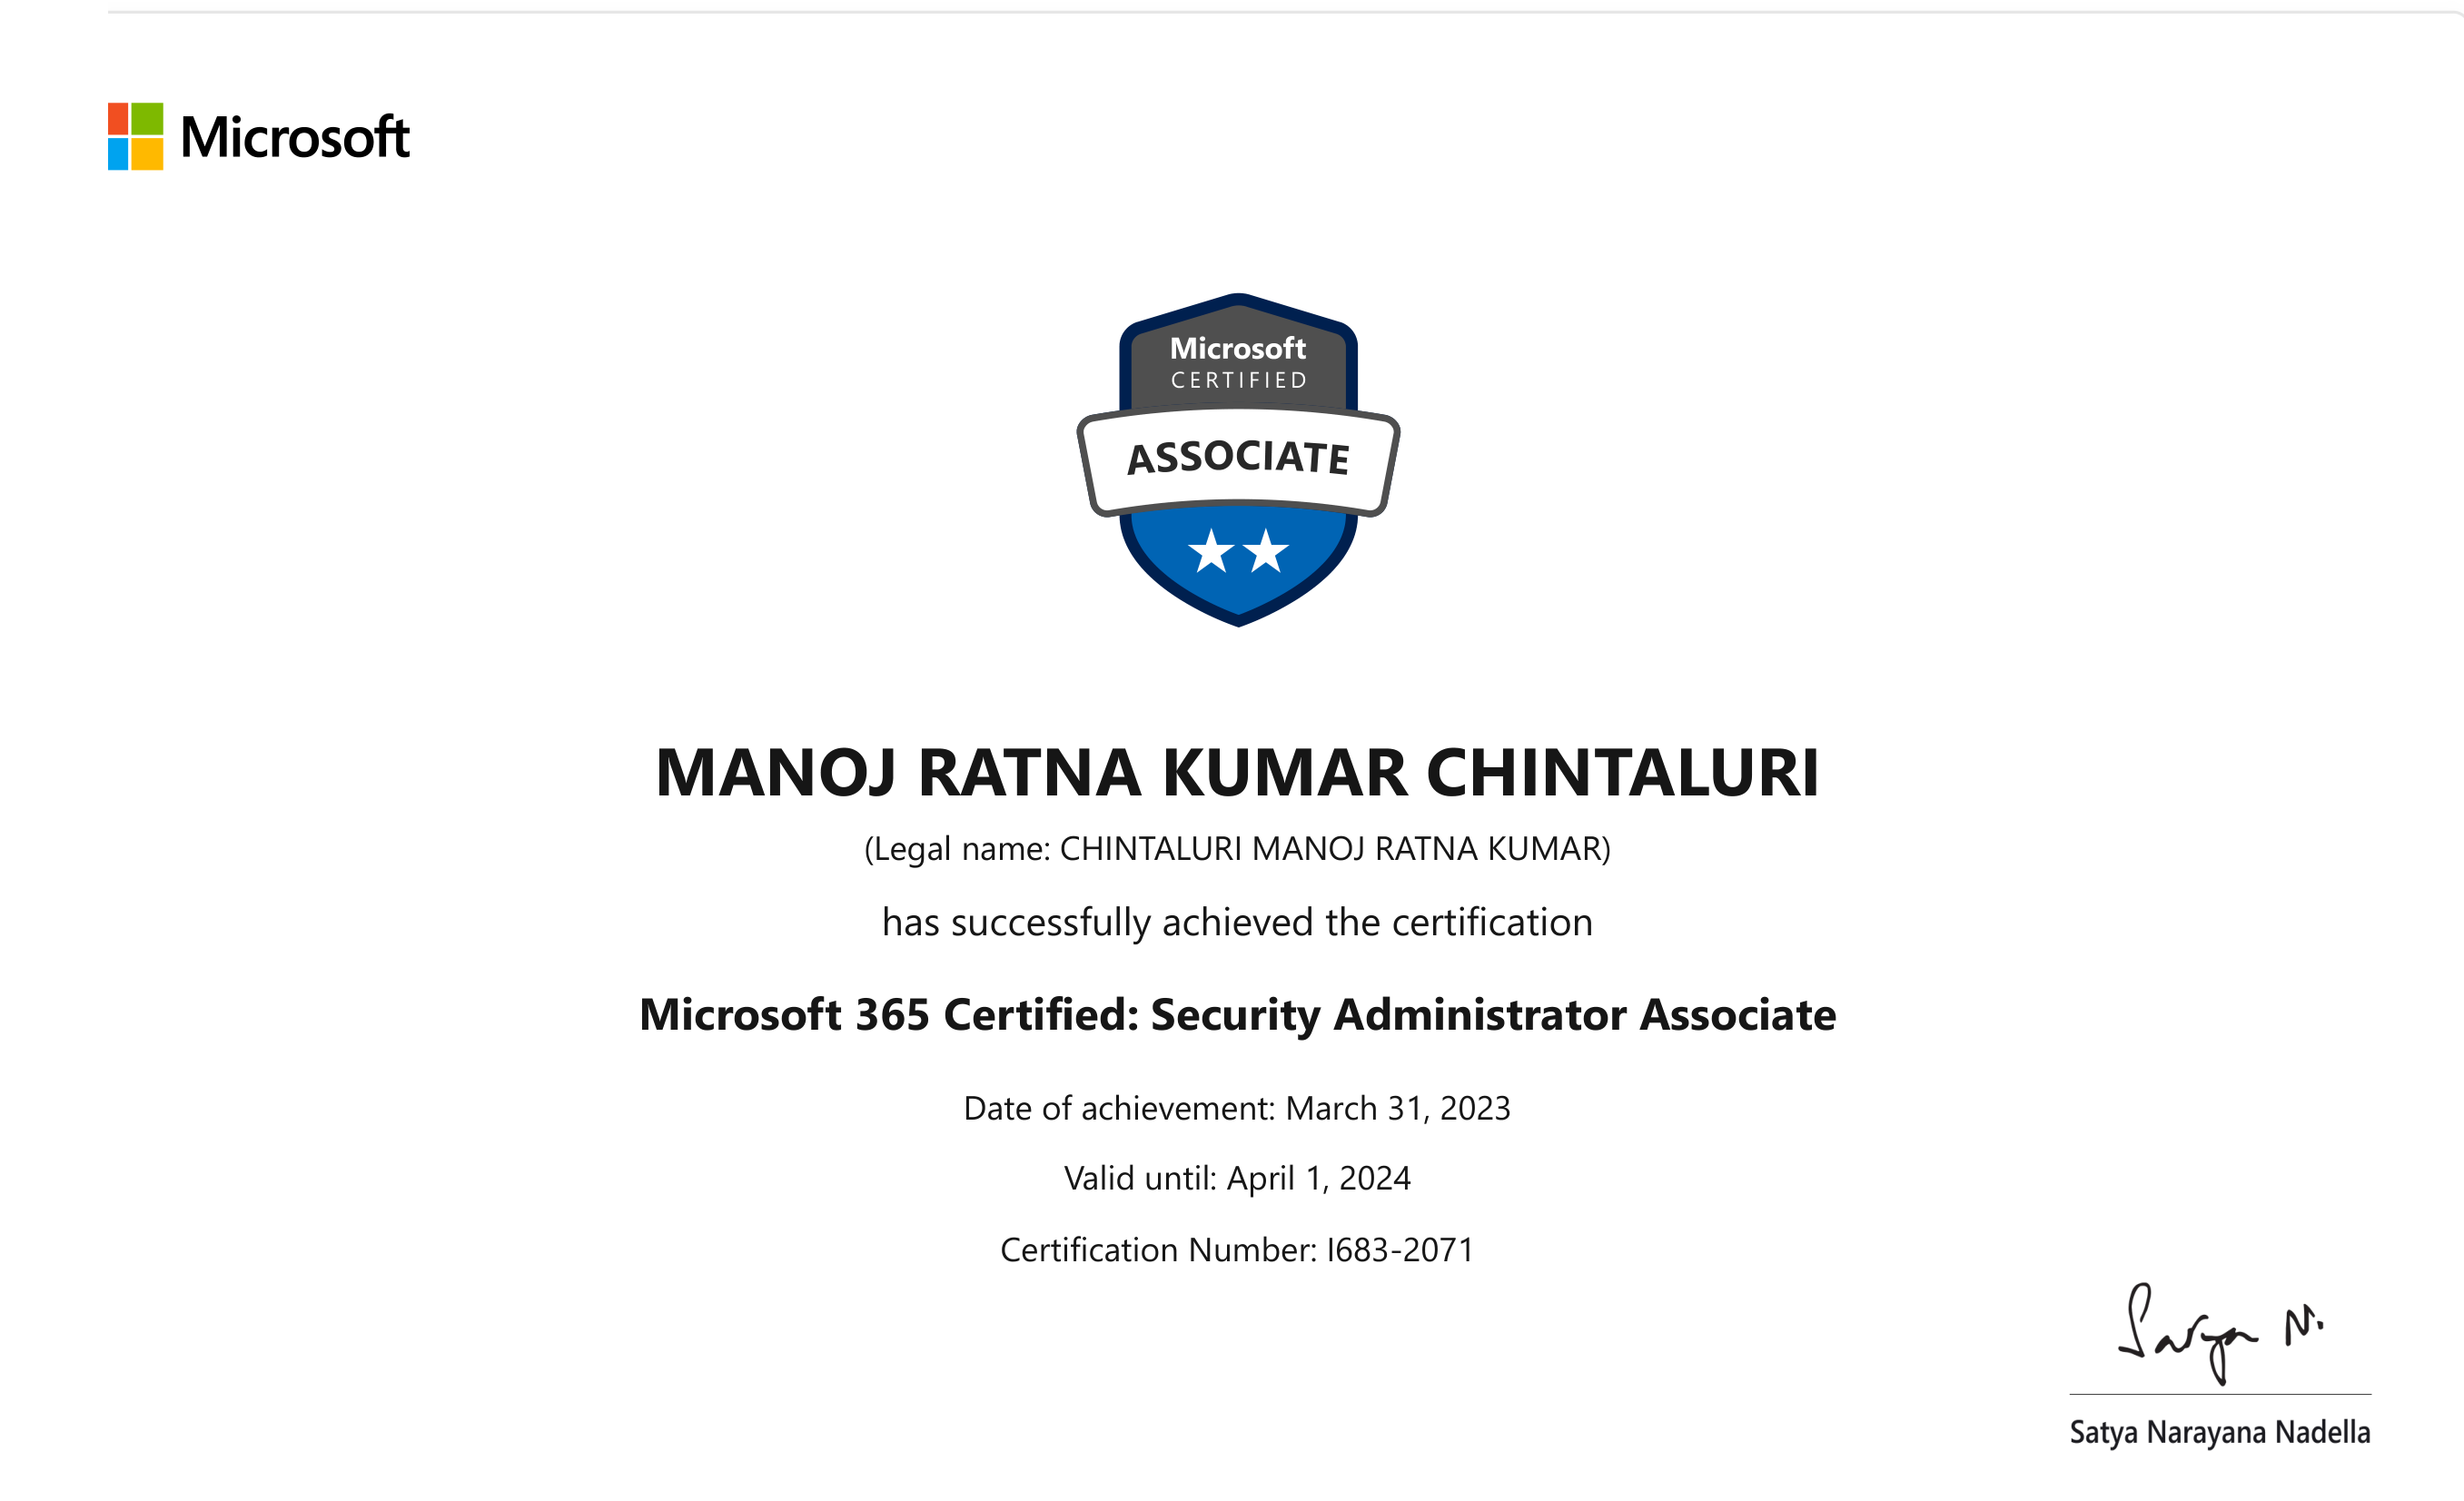 Microsoft
Microsoft
CERTIFIED
ASSOCIATE
MANOJ RATNA KUMAR CHINTALURI
(Legal name: CHINTALURI MANOJ RATNA KUMAR)
has successfully achieved the certification
Microsoft 365 Certified: Security Administrator Associate
Date of achievement: March 31, 2023
Valid until: April 1, 2024
Certification Number: I683-2071
Satya N.
Satya Narayana Nadella